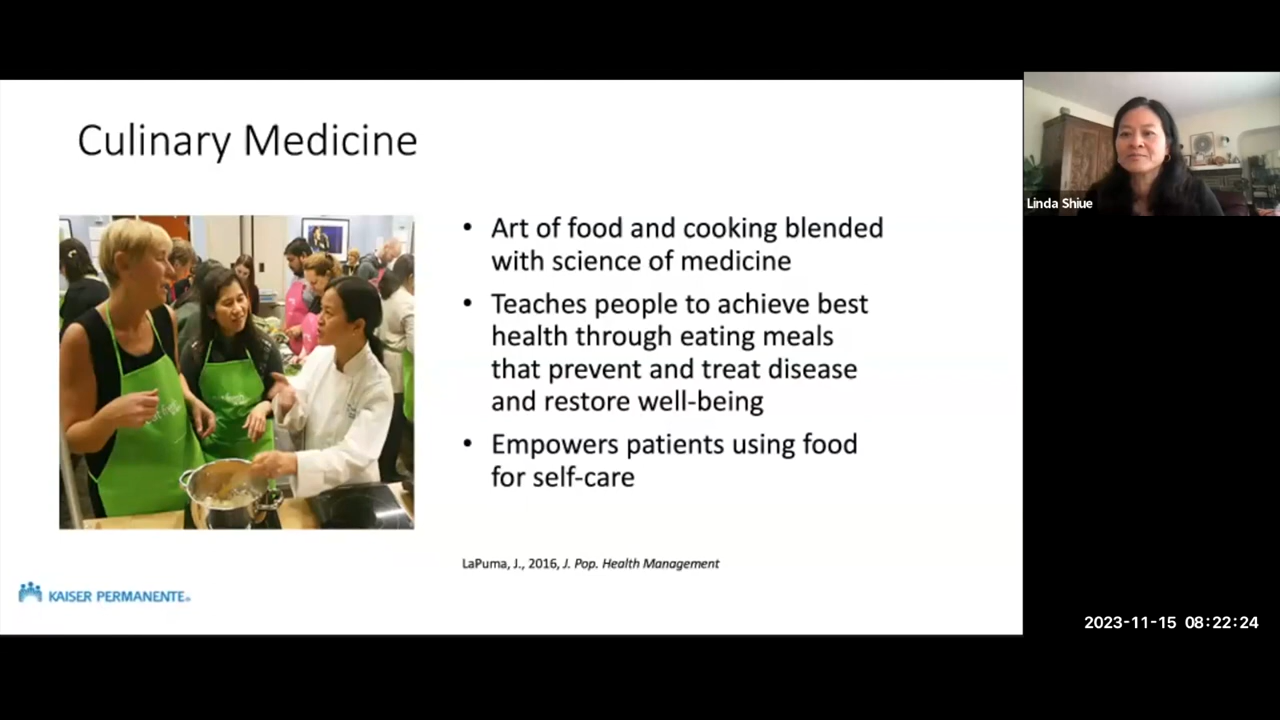 Culinary Medicine
• Art of food and cooking blended
with science of medicine
• Teaches people to achieve best
health through eating meals
that prevent and treat disease
and restore well-being
• Empowers patients using food
for self-care
LaPuma, J., 2016, J. Pop. Health Management
KAISER PERMANENTE®
Linda Shiue
2023-11-15 08:22:24